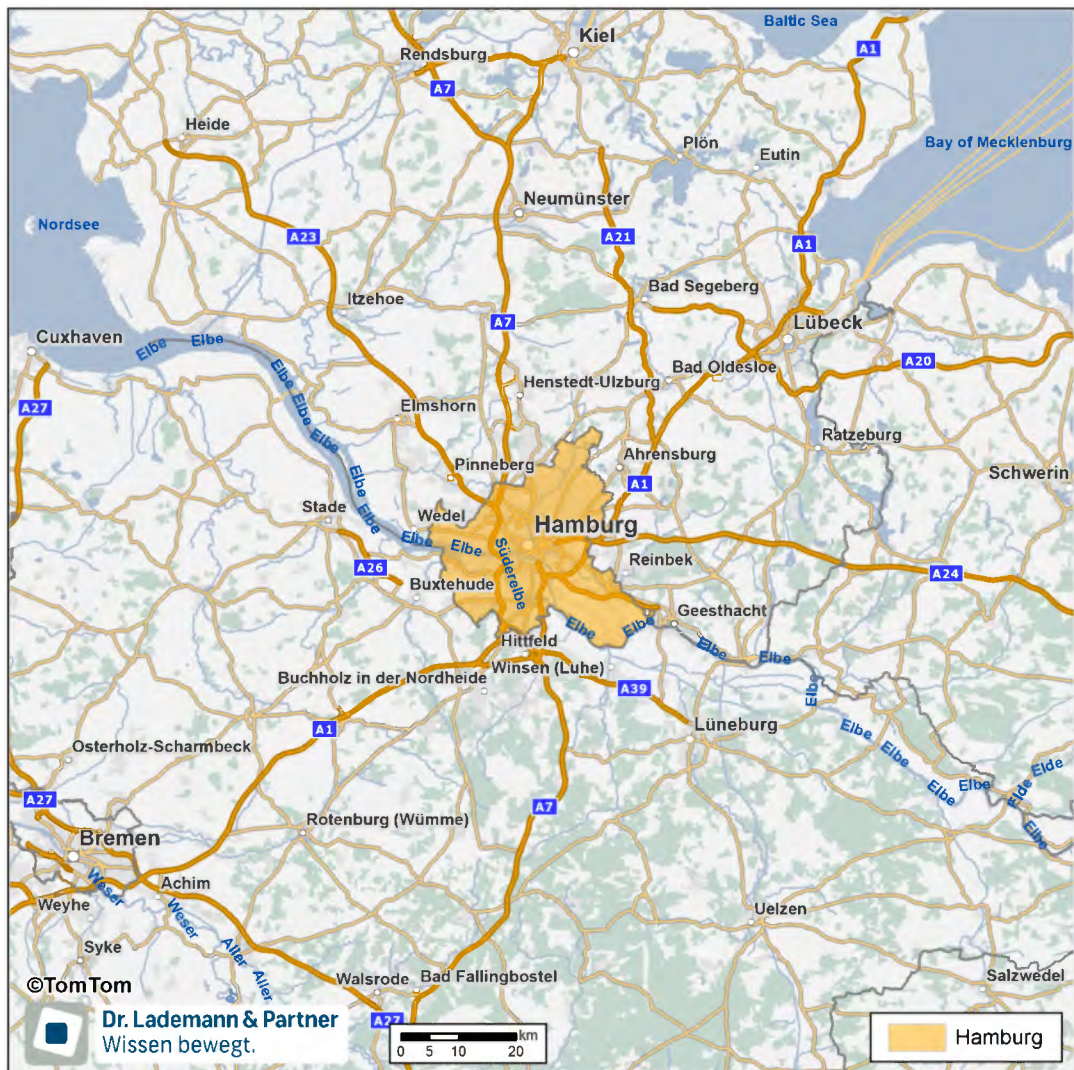 Baltic Sea
Kiel
A1
Rendsburg
A7
Heide
Plön
Eutin
Bay of Mecklenburg
Neumünster
Nordsee
A23
A21
A1
Bad Segeberg
Itzehoe
A7
Lübeck
Cuxhaven
Elbe
Elbe
A20
Elbe
Bad Oldesloe
Henstedt-Ulzburg
A27
Elbe
Elmshorn
Elbe
Ratzeburg
Pinneberg
Ahrensburg
Schwerin
Elbe
A1
Stade
Wedel
Elbe
Hamburg
Elbe
Elbe
Süderelbe
Reinbek
A26
A24
Buxtehude
Geesthacht
Elbe
Elbe
Hittfeld
Elbe
Elbe
Winsen (Luhe)
Buchholz in der Nordheide
A39
Elbe
A1
Lüneburg
Elbe
Osterholz-Scharmbeck
Elbe
Elde
A27
Elbe
Elbe
Elde
A7
Rotenburg (Wümme)
Elbe
Bremen
Achim
Weser
Weyhe
Weser
Uelzen
Syke
Aller
Aller
Walsrode
Bad Fallingbostel
Salzwedel
©TomTom
A27
Dr. Lademann & Partner
Wissen bewegt.
km
0 5 10 20
Hamburg